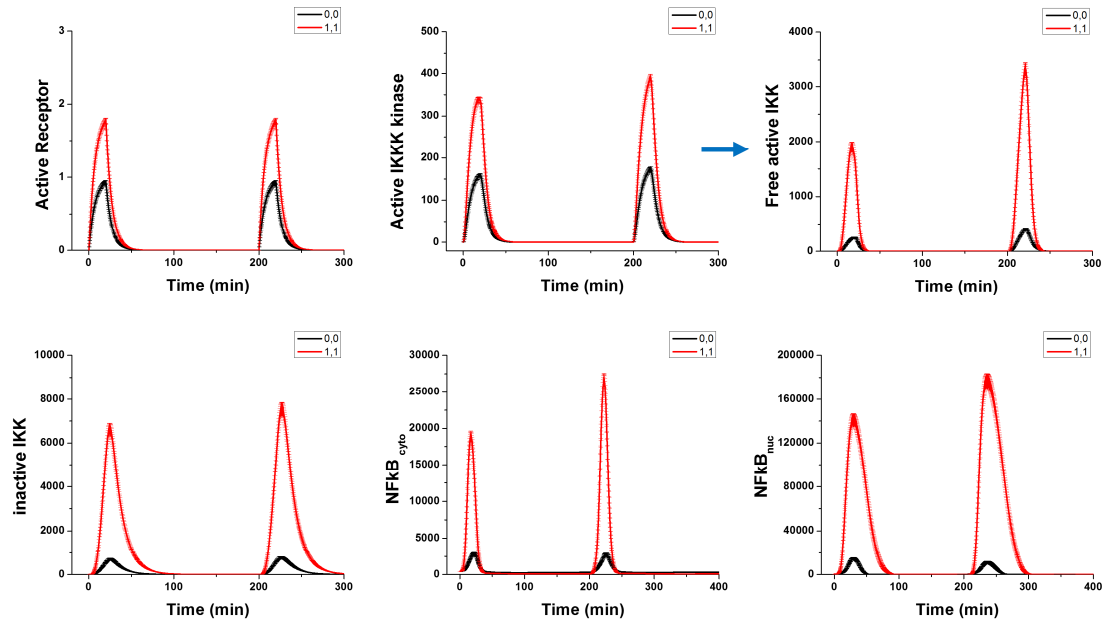 0,0
1,1
3
2
1
0
Active Receptor
0 100 200 300
Time (min)
0,0
1,1
500
400
300
200
100
0
Active IKKK kinase
0 100 200 300
Time (min)
0,0
1,1
4000
3000
2000
1000
0
Free active IKK
0 100 200 300
Time (min)
0,0
1,1
10000
8000
6000
4000
2000
0
inactive IKK
0 100 200 300
Time (min)
0,0
1,1
30000
25000
20000
15000
10000
5000
0
NFkB cyto
0 100 200 300 400
Time (min)
0,0
1,1
200000
160000
120000
80000
40000
0
NFkBnuc
0 100 200 300 400
Time (min)